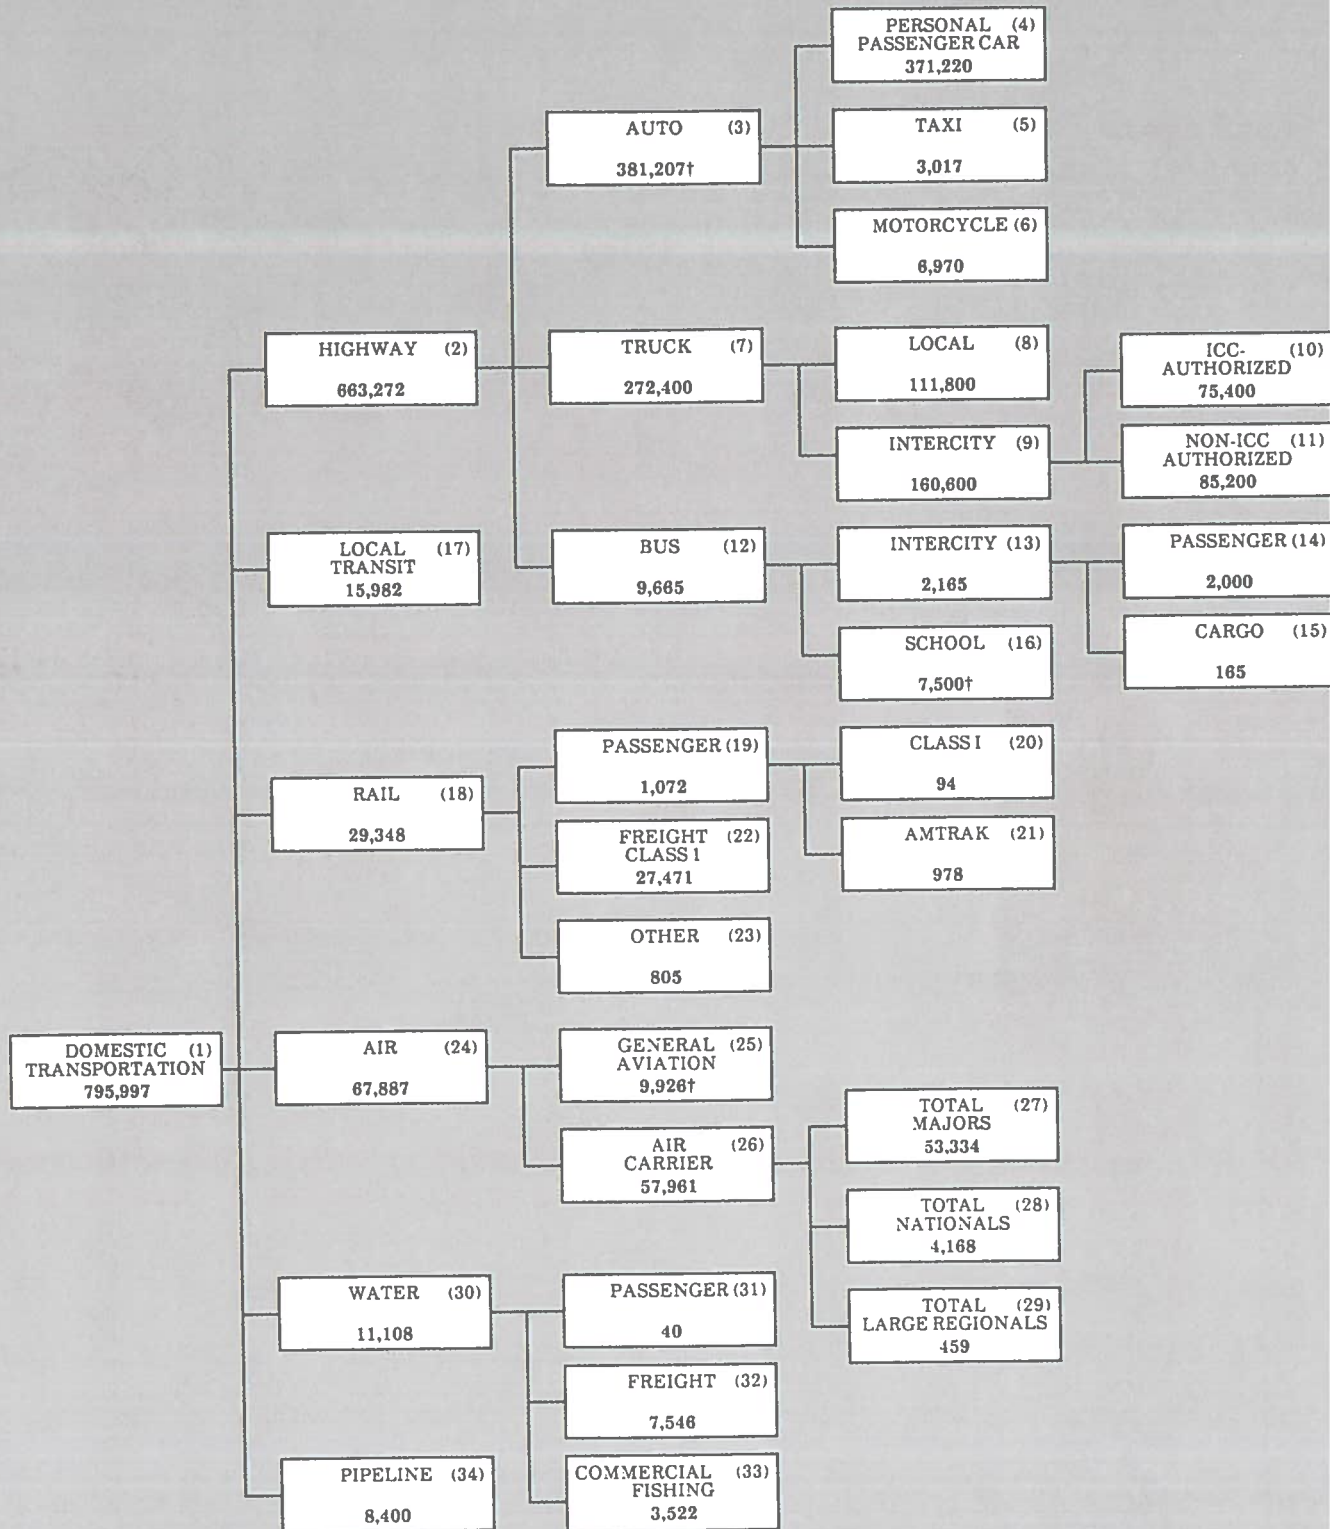 PERSONAL (4)
PASSENGER CAR
371,220
AUTO (3)
381,207†
TAXI (5)
3,017
MOTORCYCLE (6)
6,970
HIGHWAY (2)
663,272
TRUCK (7)
272,400
LOCAL (8)
111,800
ICC- (10)
AUTHORIZED
75,400
INTERCITY (9)
160,600
NON-ICC (11)
AUTHORIZED
85,200
LOCAL (17)
TRANSIT
15,982
BUS (12)
9,665
INTERCITY (13)
2,165
PASSENGER (14)
2,000
SCHOOL (16)
7,500†
CARGO (15)
165
RAIL (18)
29,348
PASSENGER (19)
1,072
CLASS I (20)
94
FREIGHT (22)
CLASS 1
27,471
AMTRAK (21)
978
OTHER (23)
805
DOMESTIC (1)
TRANSPORTATION
795,997
AIR (24)
67,887
GENERAL (25)
AVIATION
9,926†
AIR (26)
CARRIER
57,961
TOTAL (27)
MAJORS
53,334
TOTAL (28)
NATIONALS
4,168
TOTAL (29)
LARGE REGIONALS
459
WATER (30)
11,108
PASSENGER (31)
40
FREIGHT (32)
7,546
COMMERCIAL (33)
FISHING
3,522
PIPELINE (34)
8,400